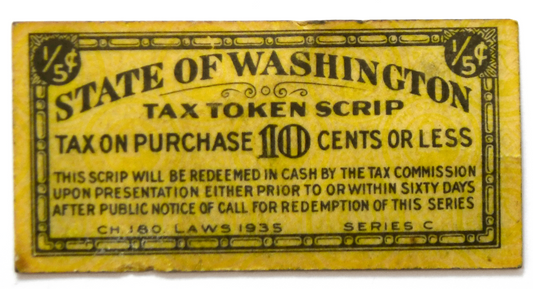 1/5¢ 1/5¢
STATE OF WASHINGTON
TAX TOKEN SCRIP
TAX ON PURCHASE 10 CENTS OR LESS
THIS SCRIP WILL BE REDEEMED IN CASH BY THE TAX COMMISSION
UPON PRESENTATION EITHER PRIOR TO OR WITHIN SIXTY DAYS
AFTER PUBLIC NOTICE OF CALL FOR REDEMPTION OF THIS SERIES
CH. 180. LAWS 1935 SERIES C